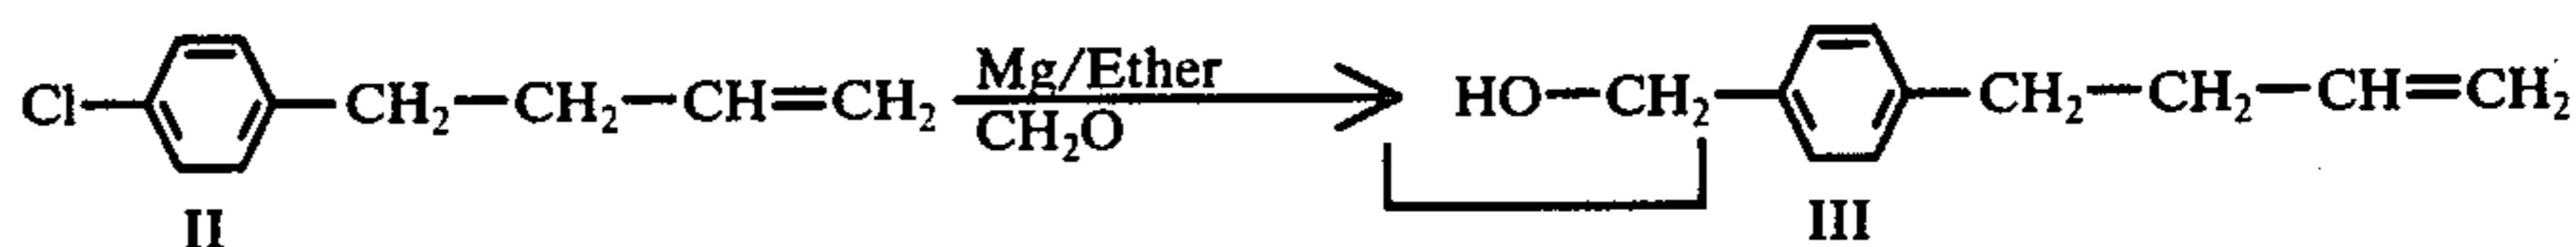 Cl—CH₂—CH₂—CH=CH₂ Mg/Ether HO—CH₂—CH₂—CH₂—CH=CH₂
CH₂O
II III